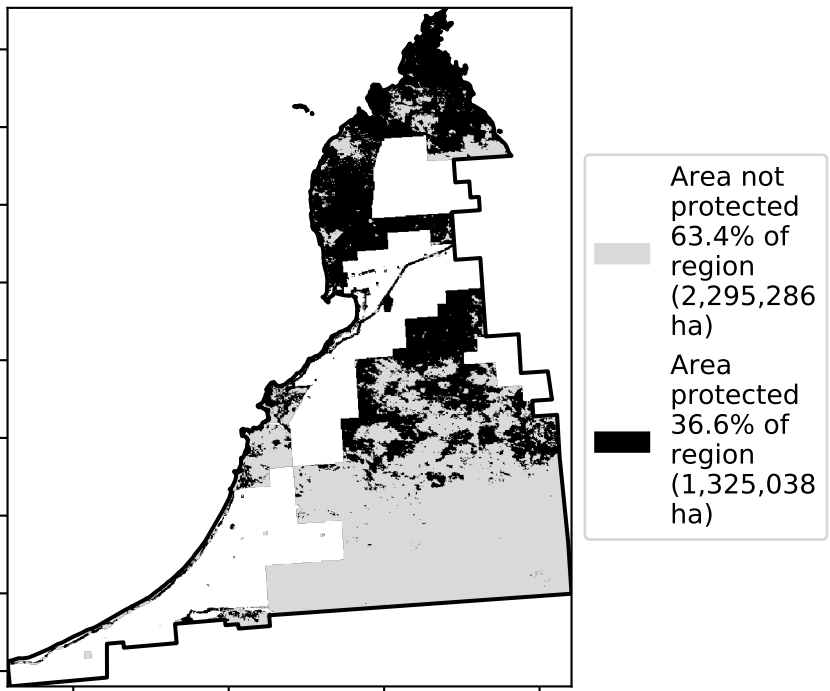 Area not
protected
63.4% of
region
(2,295,286
ha)
Area
protected
36.6% of
region
(1,325,038
ha)